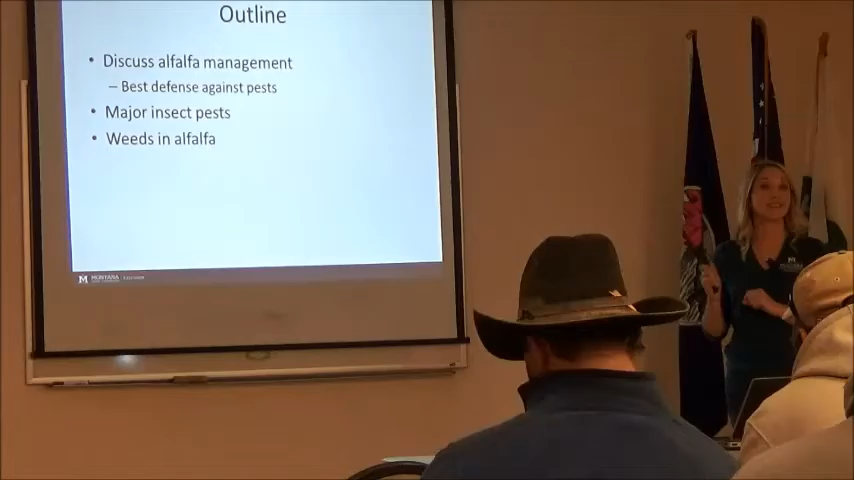 Outline
• Discuss alfalfa management
– Best defense against pests
• Major insect pests
• Weeds in alfalfa
M MONTANA